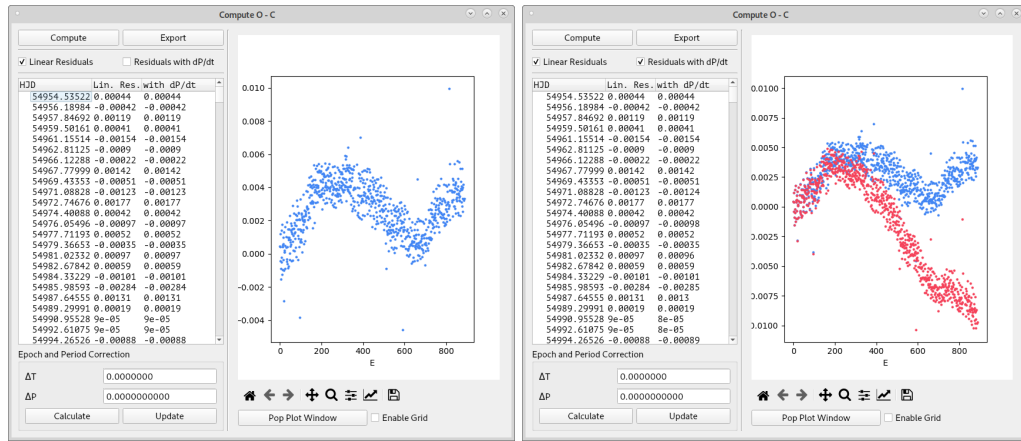 Compute O - C
Compute Export
Linear Residuals Residuals with dP/dt
HJD Lin. Res. with dP/dt
54954.53522 0.00044 0.00044
54956.18984 -0.00042 -0.00042
54957.84692 0.00119 0.00119
54959.50161 0.00041 0.00041
54961.15514 -0.00154 -0.00154
54962.81125 -0.0009 -0.0009
54966.12288 -0.00022 -0.00022
54967.77999 0.00142 0.00142
54969.43353 -0.00051 -0.00051
54971.08828 -0.00123 -0.00123
54972.74676 0.00177 0.00177
54974.40088 0.00042 0.00042
54976.05496 -0.00097 -0.00097
54977.71193 0.00052 0.00052
54979.36653 -0.00035 -0.00035
54981.02332 0.00097 0.00097
54982.67842 0.00059 0.00059
54984.33229 -0.00101 -0.00101
54985.98593 -0.00284 -0.00284
54987.64555 0.00131 0.00131
54989.29991 0.00019 0.00019
54990.95528 9e-05 9e-05
54992.61075 9e-05 9e-05
54994.26526 -0.00088 -0.00088
Epoch and Period Correction
ΔT 0.0000000
ΔP 0.0000000000
Calculate Update
0.010
0.008
0.006
0.004
0.002
0.000
-0.002
-0.004
0 200 400 600 800
E
Pop Plot Window Enable Grid
Compute O - C
Compute Export
Linear Residuals Residuals with dP/dt
HJD Lin. Res. with dP/dt
54954.53522 0.00044 0.00044
54956.18984 -0.00042 -0.00042
54957.84692 0.00119 0.00119
54959.50161 0.00041 0.00041
54961.15514 -0.00154 -0.00154
54962.81125 -0.0009 -0.0009
54966.12288 -0.00022 -0.00022
54967.77999 0.00142 0.00142
54969.43353 -0.00051 -0.00051
54971.08828 -0.00123 -0.00124
54972.74676 0.00177 0.00177
54974.40088 0.00042 0.00042
54976.05496 -0.00097 -0.00098
54977.71193 0.00052 0.00052
54979.36653 -0.00035 -0.00035
54981.02332 0.00097 0.00096
54982.67842 0.00059 0.00059
54984.33229 -0.00101 -0.00101
54985.98593 -0.00284 -0.00284
54987.64555 0.00131 0.0013
54989.29991 0.00019 0.00019
54990.95528 9e-05 8e-05
54992.61075 9e-05 8e-05
54994.26526 -0.00088 -0.00089
Epoch and Period Correction
ΔT 0.0000000
ΔP 0.0000000000
Calculate Update
0.0100
0.0075
0.0050
0.0025
0.0000
0.0025
0.0050
0.0075
0.0100
0 200 400 600 800
E
Pop Plot Window Enable Grid